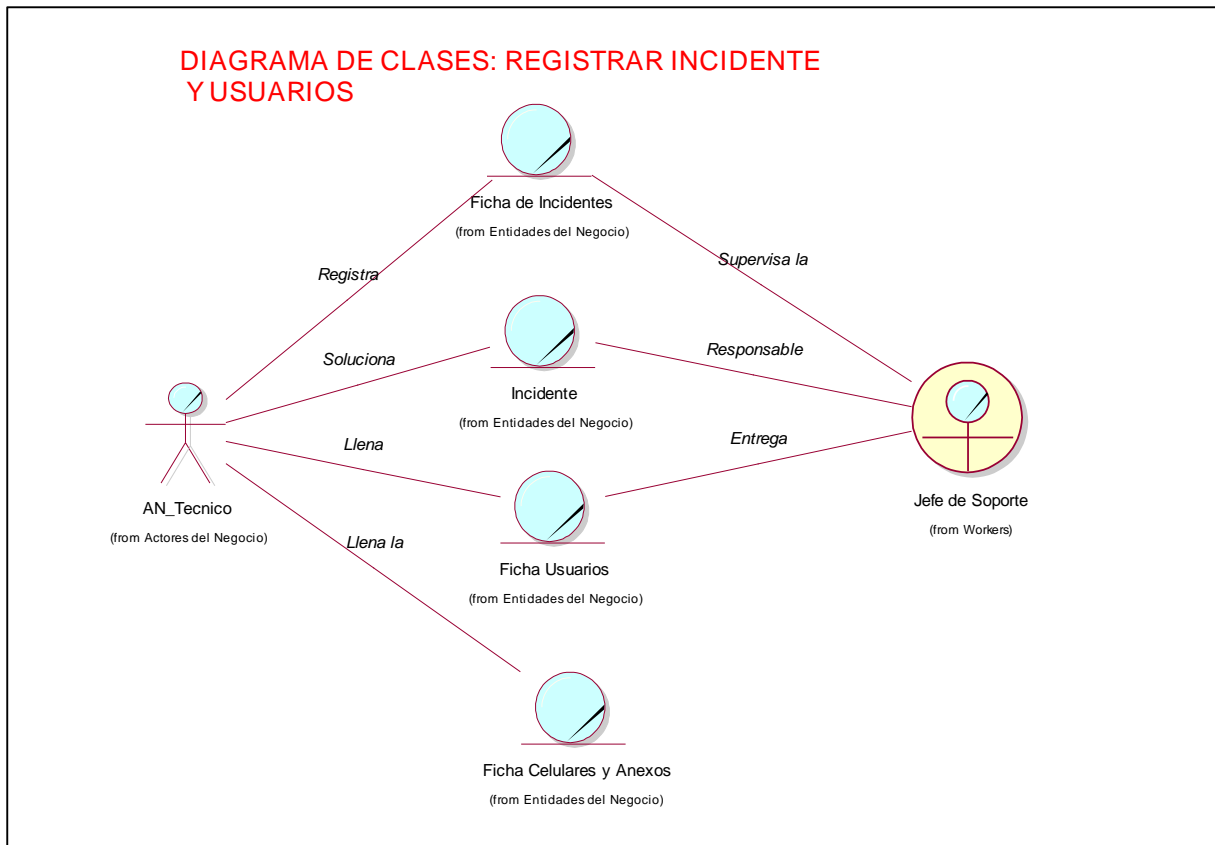 DIAGRAMA DE CLASES: REGISTRAR INCIDENTE
Y USUARIOS
Ficha de Incidentes
(from Entidades del Negocio)
Registra
Supervisa la
Soluciona
Responsable
Incidente
(from Entidades del Negocio)
Llena
Entrega
AN_Tecnico
(from Actores del Negocio)
Jefe de Soporte
(from Workers)
Llena la
Ficha Usuarios
(from Entidades del Negocio)
Ficha Celulares y Anexos
(from Entidades del Negocio)